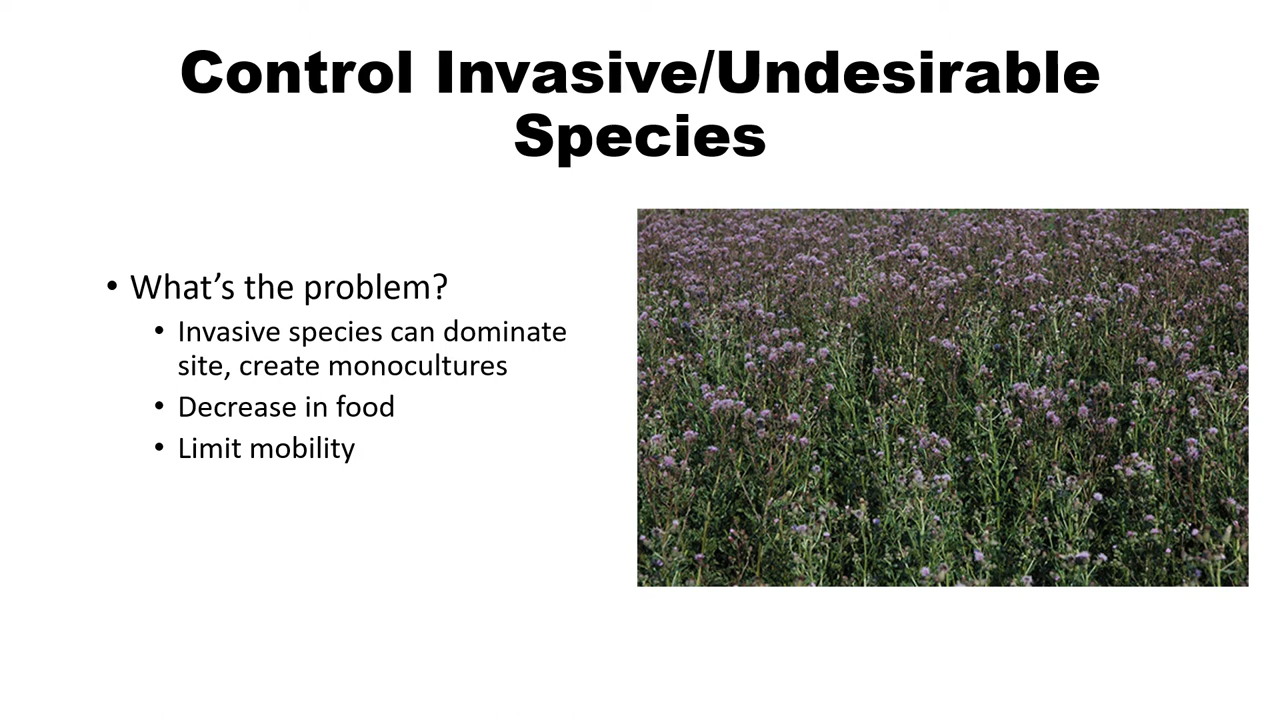 Control Invasive/Undesirable
Species
• What's the problem?
• Invasive species can dominate
site, create monocultures
• Decrease in food
• Limit mobility